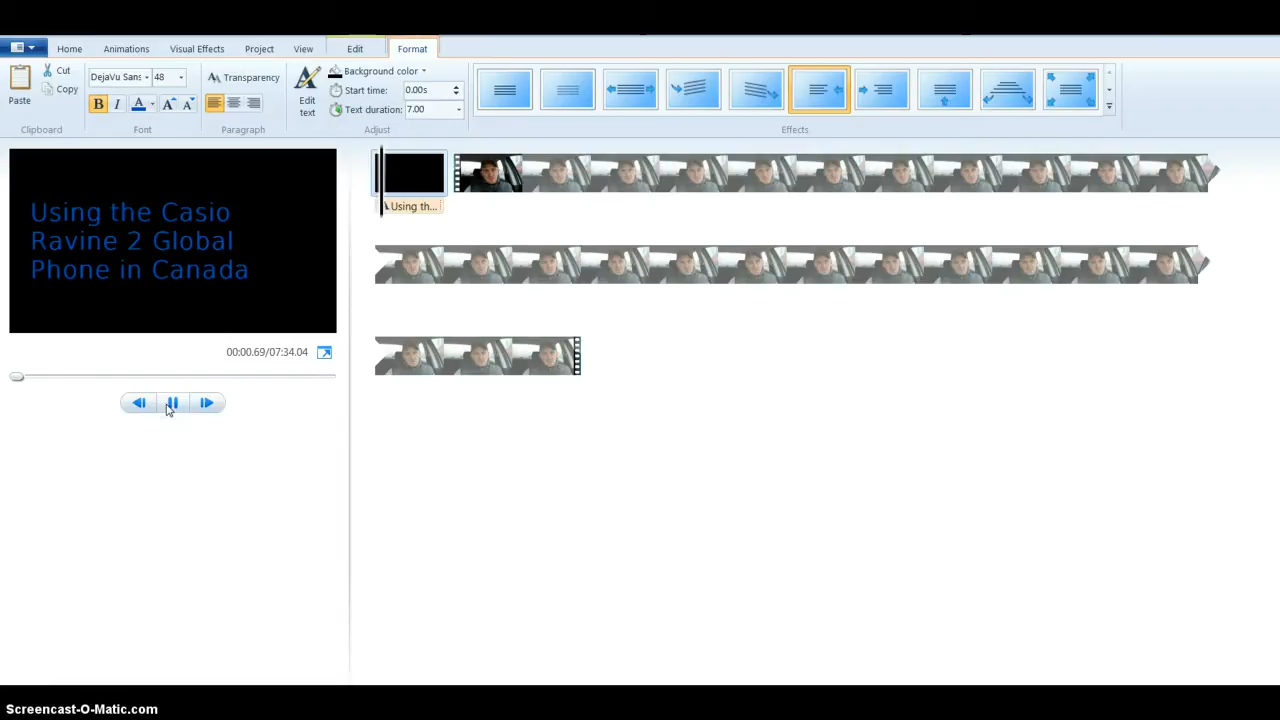 Home Animations Visual Effects Project View Edit Format
Paste
Cut
Copy
Clipboard
DejaVu Sans 48
B I A A A
Font
Transparency
Paragraph
Edit
text
Background color
Start time: 0.00s
Text duration: 7.00
Adjust
Effects
Using the Casio
Ravine 2 Global
Phone in Canada
Using th...
00:00.69/07:34.04
Screencast-O-Matic.com